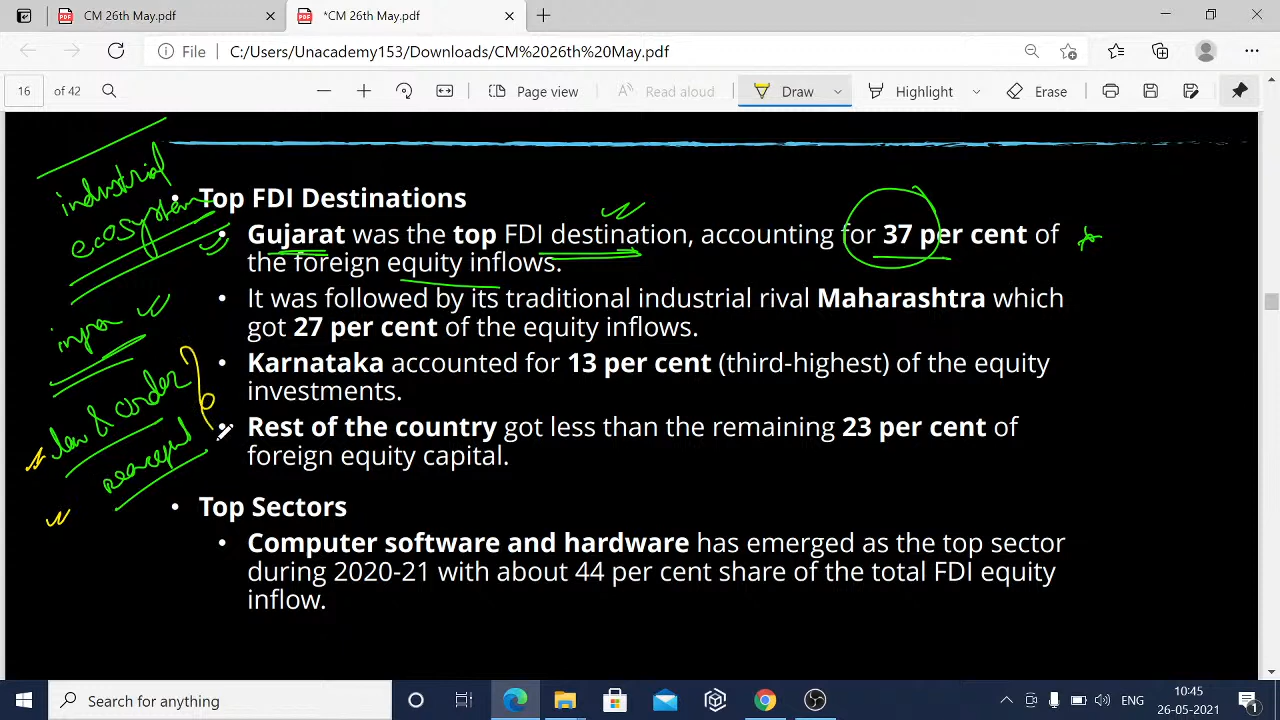 CM 26th May.pdf
*CM 26th May.pdf
File C:/Users/Unacademy153/Downloads/CM%2026th%20May.pdf
16 of 42
Page view
Read aloud
Draw
Highlight
Erase
industrial
ecosystem
• Top FDI Destinations
• Gujarat was the top FDI destination, accounting for 37 per cent of
the foreign equity inflows.
• It was followed by its traditional industrial rival Maharashtra which
got 27 per cent of the equity inflows.
infra
• Karnataka accounted for 13 per cent (third-highest) of the equity
investments.
law & order
Rest of the country got less than the remaining 23 per cent of
foreign equity capital.
• Top Sectors
• Computer software and hardware has emerged as the top sector
during 2020-21 with about 44 per cent share of the total FDI equity
inflow.
Search for anything
ENG
10:45
26-05-2021